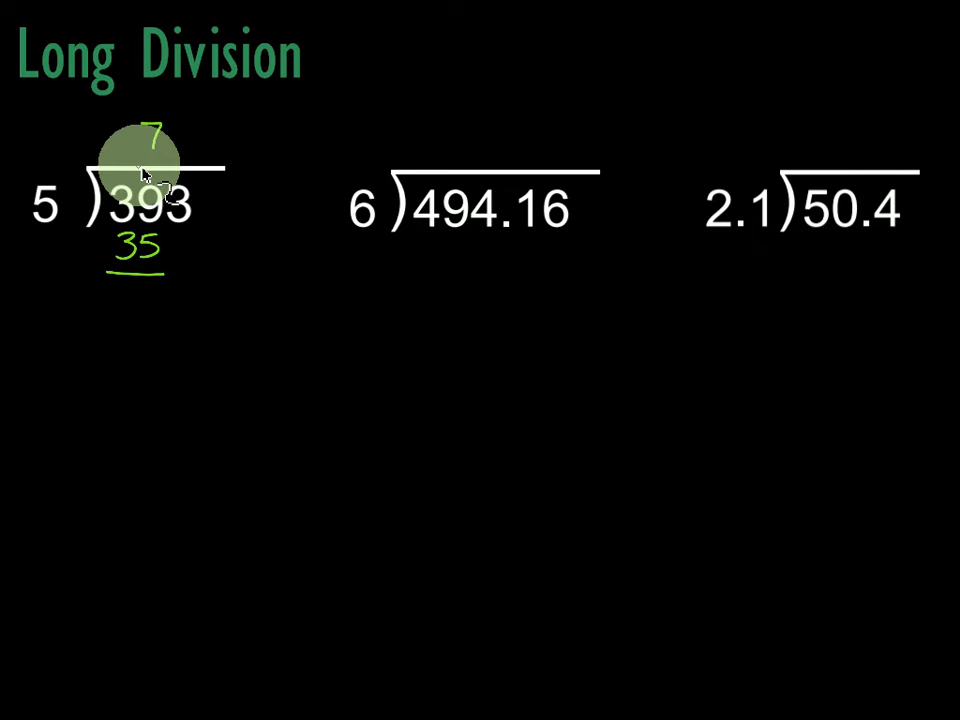 Long Division
7
5 ) 393
35
6 ) 494.16
2.1 ) 50.4